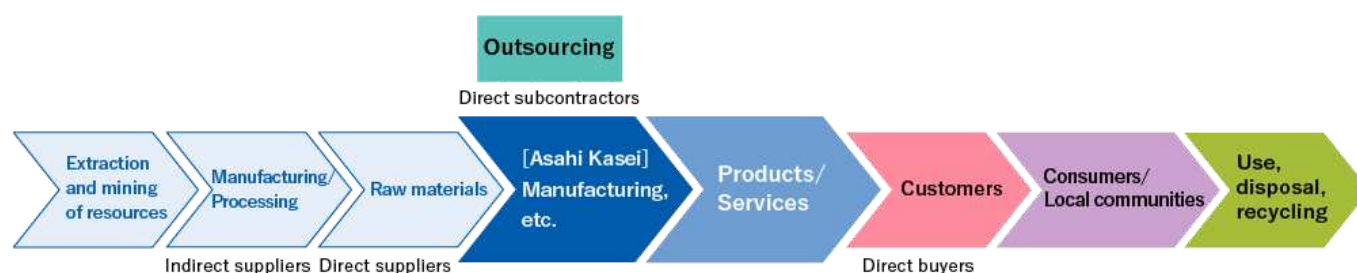 Outsourcing
Direct subcontractors
Extraction
and mining
of resources
Manufacturing/
Processing
Raw materials
[Asahi Kasei]
Manufacturing,
etc.
Products/
Services
Customers
Consumers/
Local communities
Use,
disposal,
recycling
Indirect suppliers
Direct suppliers
Direct buyers